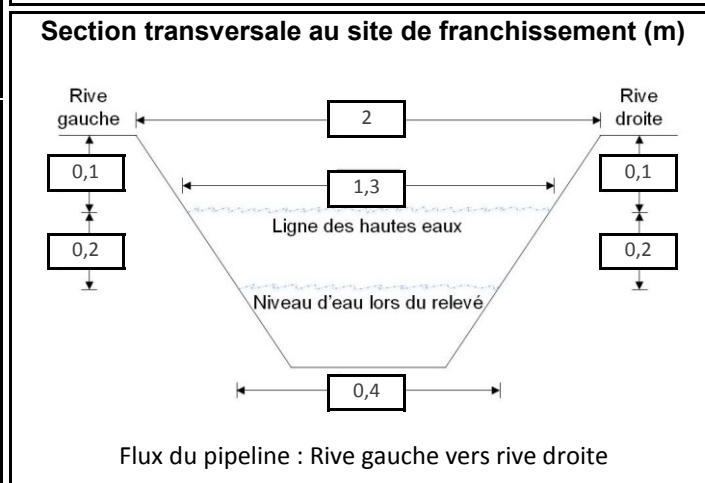 Section transversale au site de franchissement (m)
Rive
gauche
2
Rive
droite
0,1
1,3
0,1
Ligne des hautes eaux
0,2
0,2
Niveau d'eau lors du relevé
0,4
Flux du pipeline : Rive gauche vers rive droite